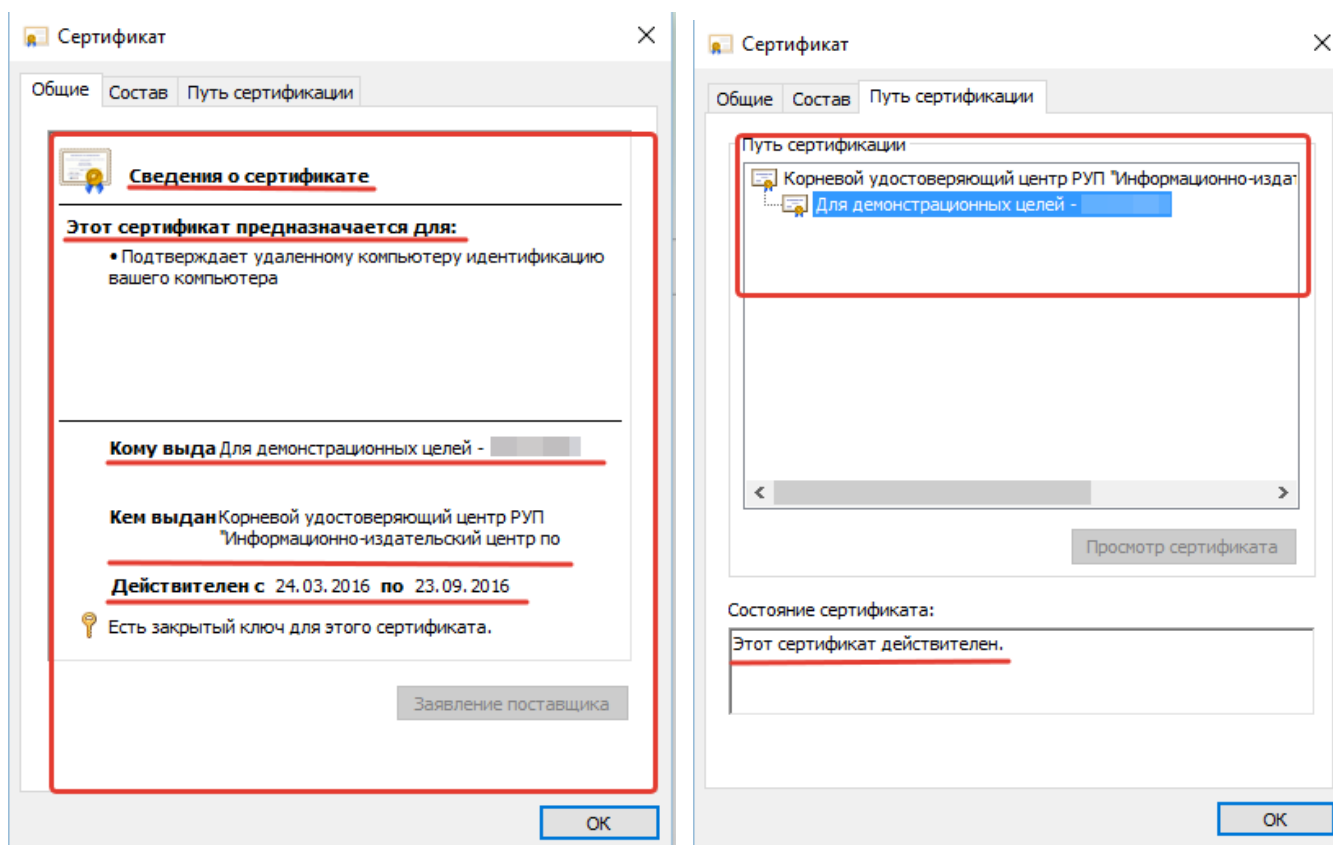 Сертификат
Общие Состав Путь сертификации
Сведения о сертификате
Этот сертификат предназначается для:
• Подтверждает удаленному компьютеру идентификацию
вашего компьютера
Кому выда Для демонстрационных целей -
Кем выдан Корневой удостоверяющий центр РУП
"Информационно-издательский центр по
Действителен с 24.03.2016 по 23.09.2016
Есть закрытый ключ для этого сертификата.
Заявление поставщика
ОК
Сертификат
Общие Состав Путь сертификации
Путь сертификации
Корневой удостоверяющий центр РУП "Информационно-издат
Для демонстрационных целей -
Просмотр сертификата
Состояние сертификата:
Этот сертификат действителен.
ОК